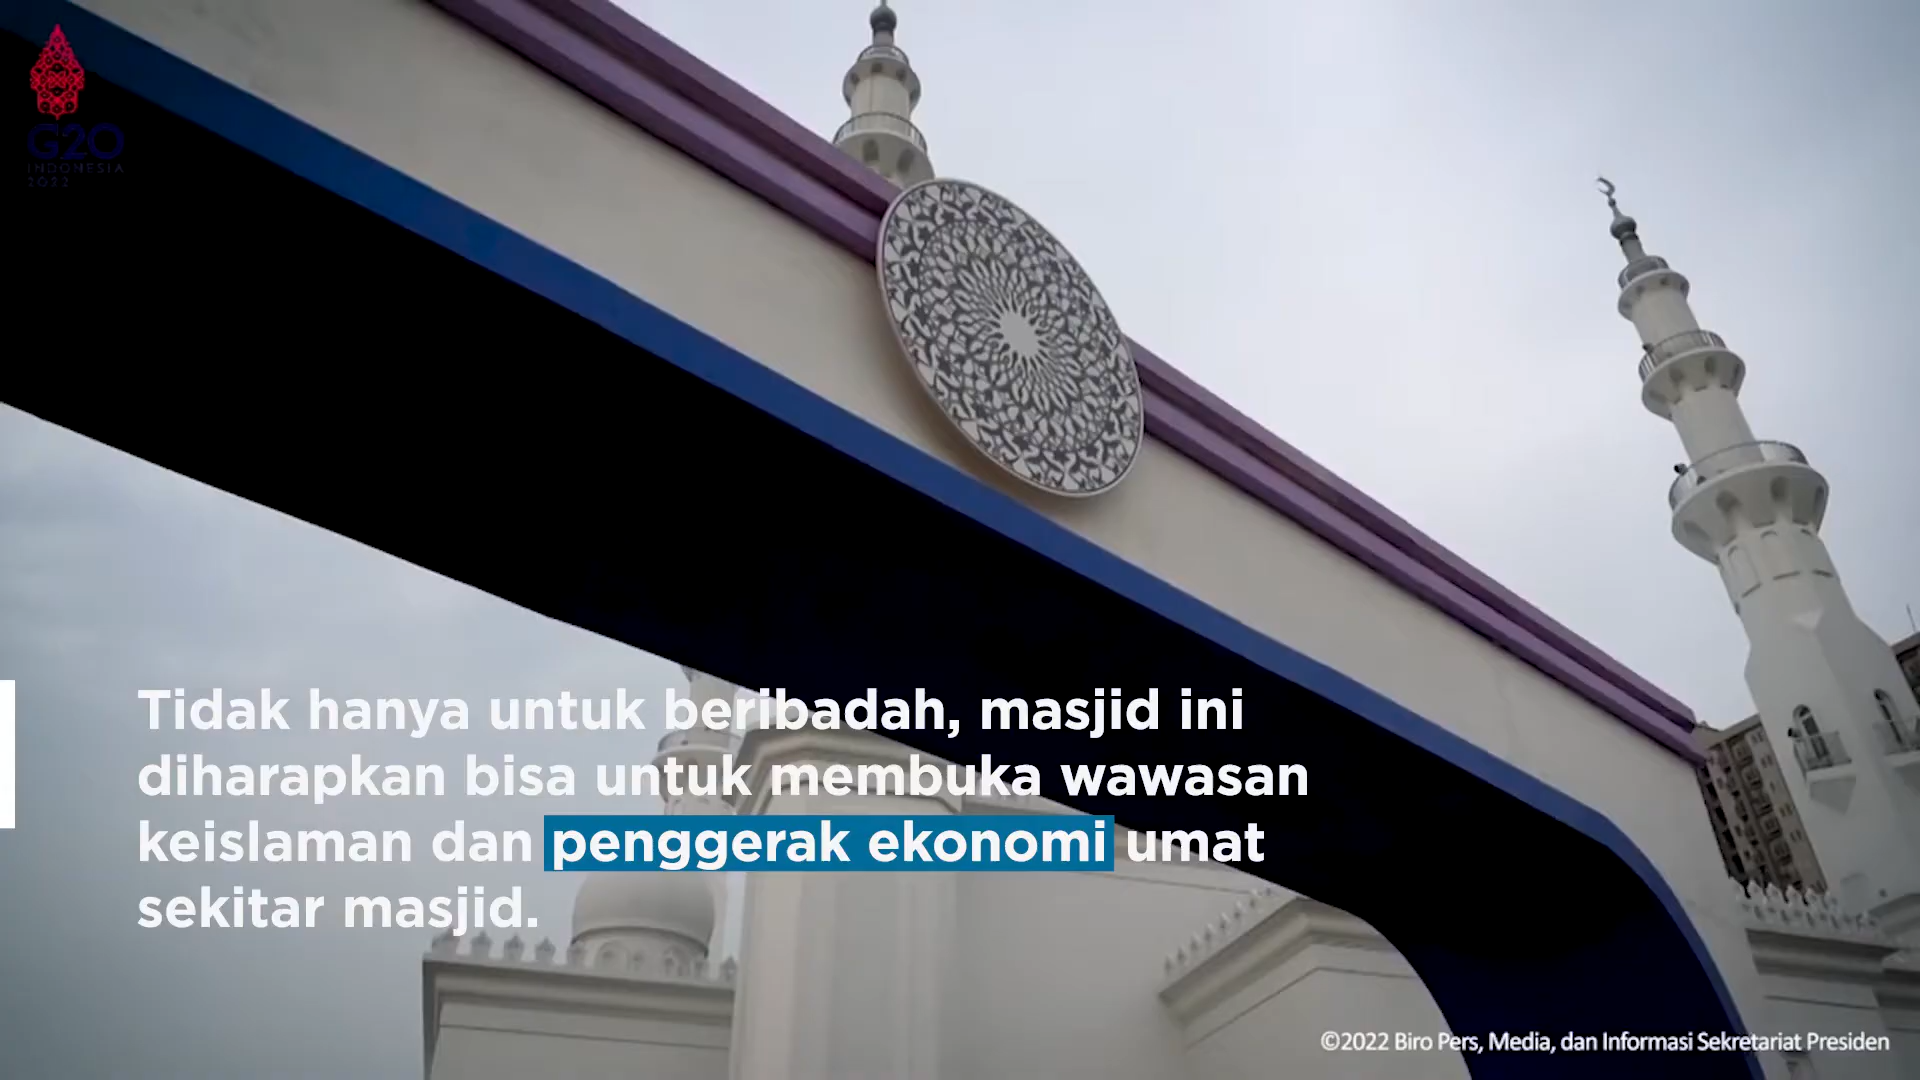 G20
INDONESIA
2022
Tidak hanya untuk beribadah, masjid ini
diharapkan bisa untuk membuka wawasan
keislaman dan penggerak ekonomi umat
sekitar masjid.
©2022 Biro Pers, Media, dan Informasi Sekretariat Presiden